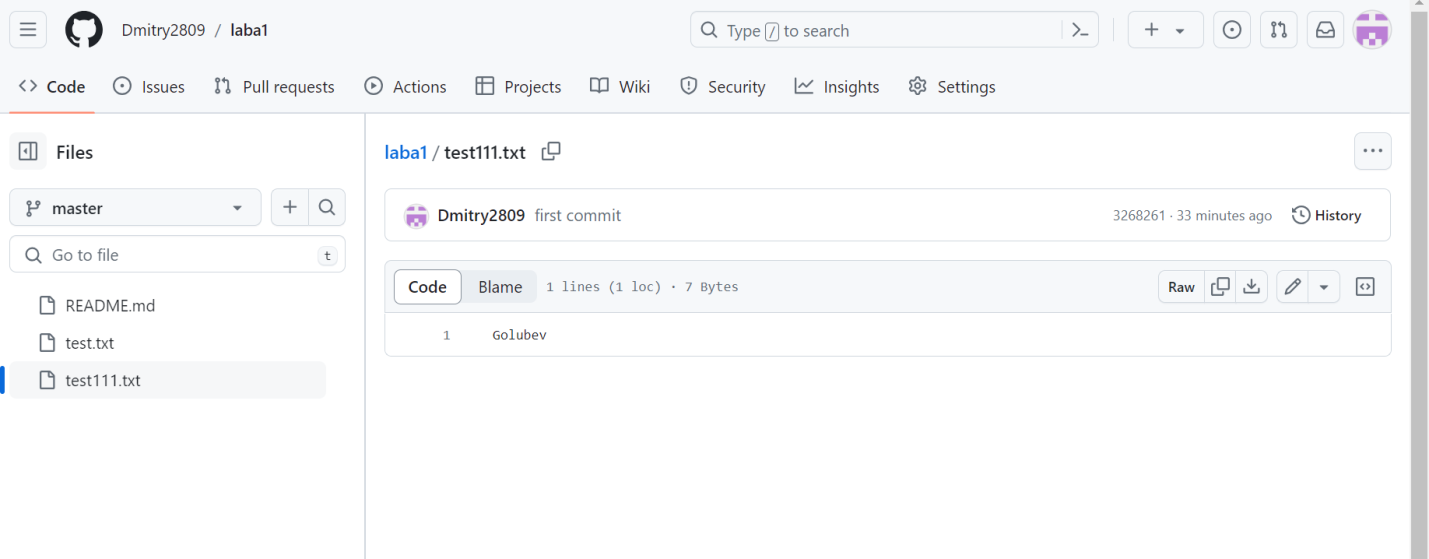 Dmitry2809 / laba1
Type / to search
Code Issues Pull requests Actions Projects Wiki Security Insights Settings
Files
master
Go to file t
README.md
test.txt
test111.txt
laba1 / test111.txt
Dmitry2809 first commit 3268261 · 33 minutes ago History
Code Blame 1 lines (1 loc) · 7 Bytes Raw
1 Golubev